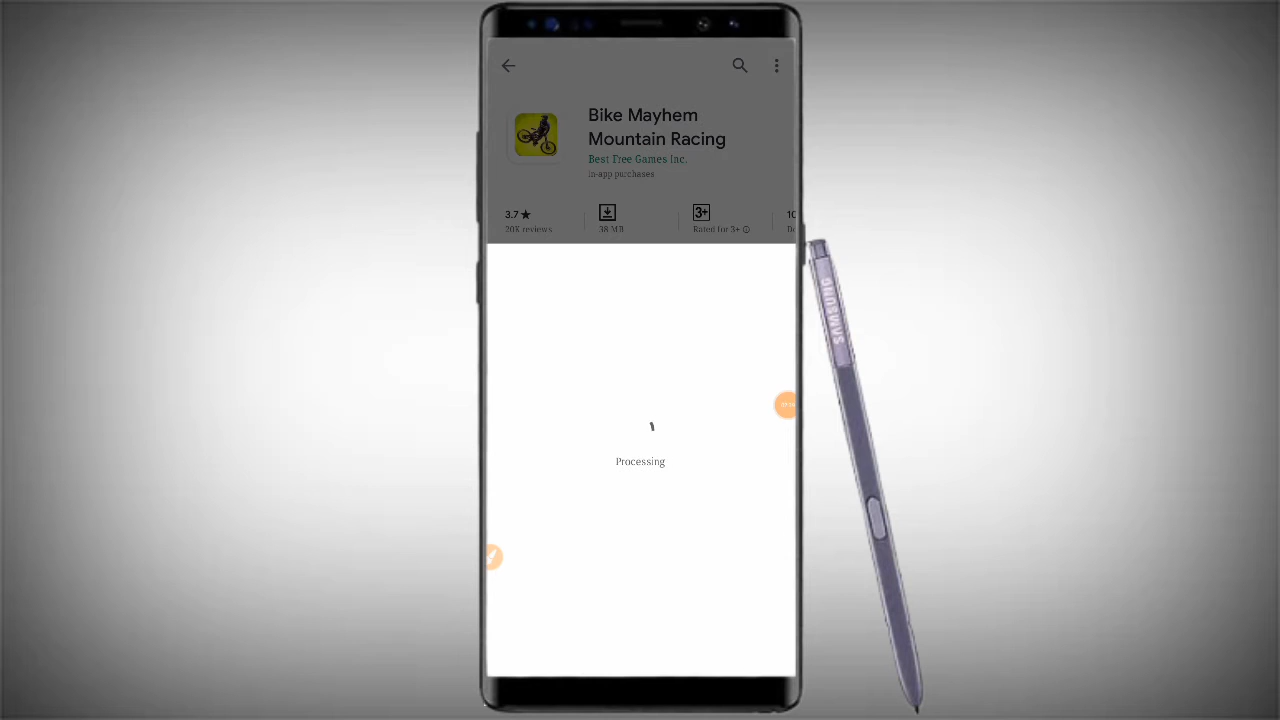 Bike Mayhem
Mountain Racing
Best Free Games Inc.
In-app purchases
3.7★
20K reviews
38 MB
3+
Rated for 3+
10
Processing
SAMSUNG